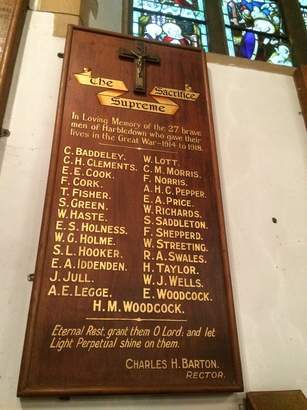 The Supreme Sacrifice
In Loving Memory of the 27 brave
men of Harbledown who gave their
lives in the Great War–1914 to 1918.
C. BADDELEY. W. LOTT.
C. H. CLEMENTS. C. M. MORRIS.
E. E. COOK. F. NORRIS.
F. CORK. A. H. C. PEPPER.
T. FISHER. E. A. PRICE.
S. GREEN. W. RICHARDS.
W. HASTE. S. SADDLETON.
E. S. HOLNESS. F. SHEPPERD.
W. G. HOLME. W. STREETING.
S. L. HOOKER. R. A. SWALES.
E. A. IDDENDEN. H. TAYLOR.
J. JULL. W. J. WELLS.
A. E. LEGGE. E. WOODCOCK.
H. M. WOODCOCK.
Eternal Rest, grant them O Lord; and let
Light Perpetual shine on them.
CHARLES H. BARTON.
RECTOR.